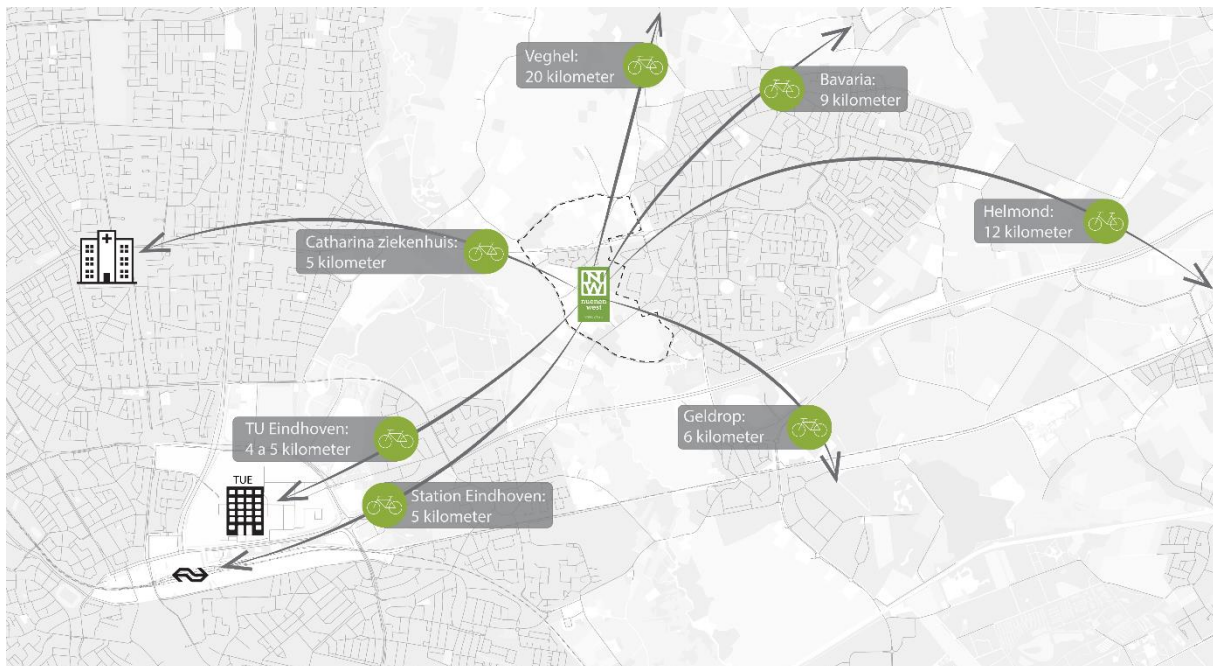 Veghel:
20 kilometer
Bavaria:
9 kilometer
Helmond:
12 kilometer
Catharina ziekenhuis:
5 kilometer
nuenen
west
TU Eindhoven:
4 a 5 kilometer
Geldrop:
6 kilometer
TUE
Station Eindhoven:
5 kilometer